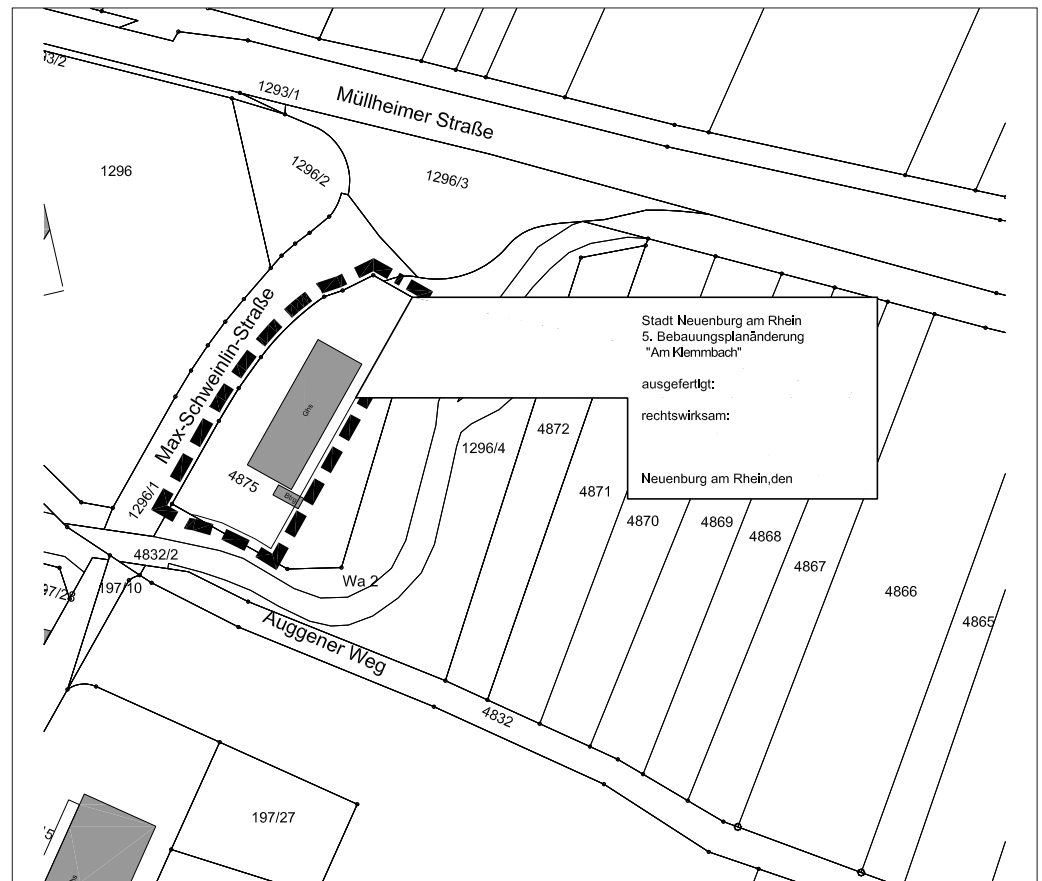 1293/1
Müllheimer Straße
1296
1296/2
1296/3
Max-Schweinlin-Straße
Stadt Neuenburg am Rhein
5. Bebauungsplanänderung
"Am Klemmbach"
ausgefertigt:
rechtswirksam:
Neuenburg am Rhein,den
Ghs
4875
1296/1
1296/4
4872
4871
4870
4869
4868
4867
4866
4865
4832/2
Wa 2
197/10
Auggener Weg
4832
197/27